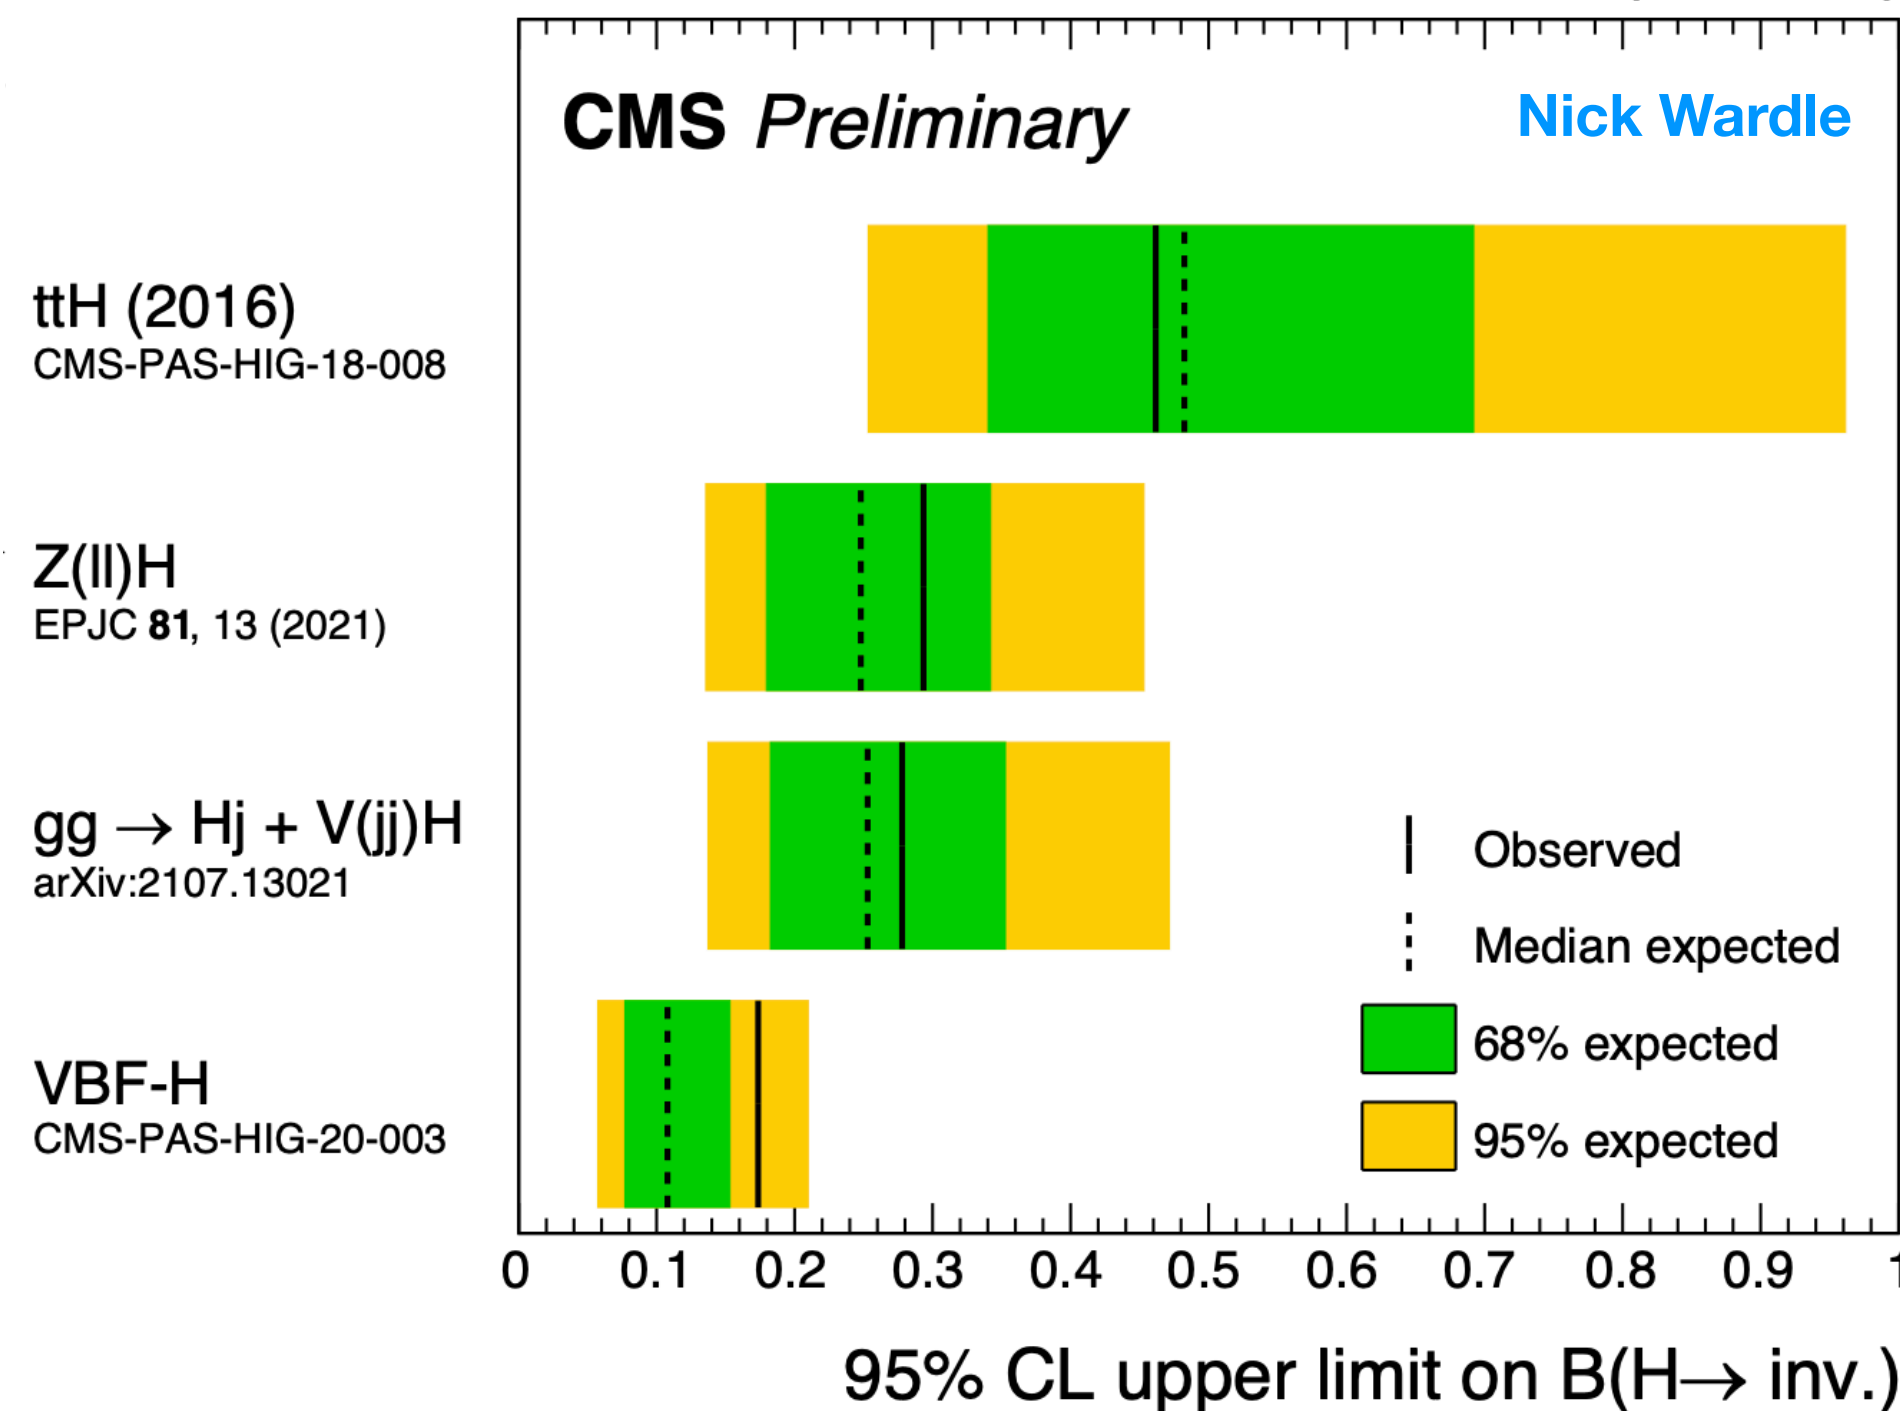 CMS Preliminary
Nick Wardle
ttH (2016)
CMS-PAS-HIG-18-008
Z(ll)H
EPJC 81, 13 (2021)
gg → Hj + V(jj)H
arXiv:2107.13021
VBF-H
CMS-PAS-HIG-20-003
Observed
Median expected
68% expected
95% expected
0 0.1 0.2 0.3 0.4 0.5 0.6 0.7 0.8 0.9 1
95% CL upper limit on B(H→ inv.)